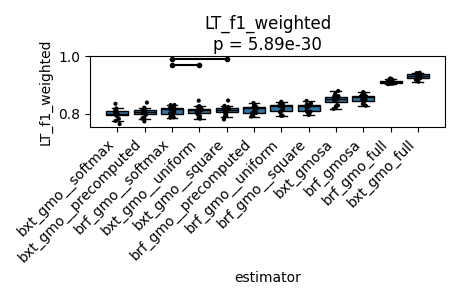 LT_f1_weighted
p = 5.89e-30
LT_f1_weighted
1.0
0.8
bxt_gmo__softmax
bxt_gmo__precomputed
brf_gmo__softmax
bxt_gmo__uniform
bxt_gmo__square
brf_gmo__precomputed
brf_gmo__uniform
brf_gmo__square
bxt_gmosa
brf_gmosa
brf_gmo_full
bxt_gmo_full
estimator